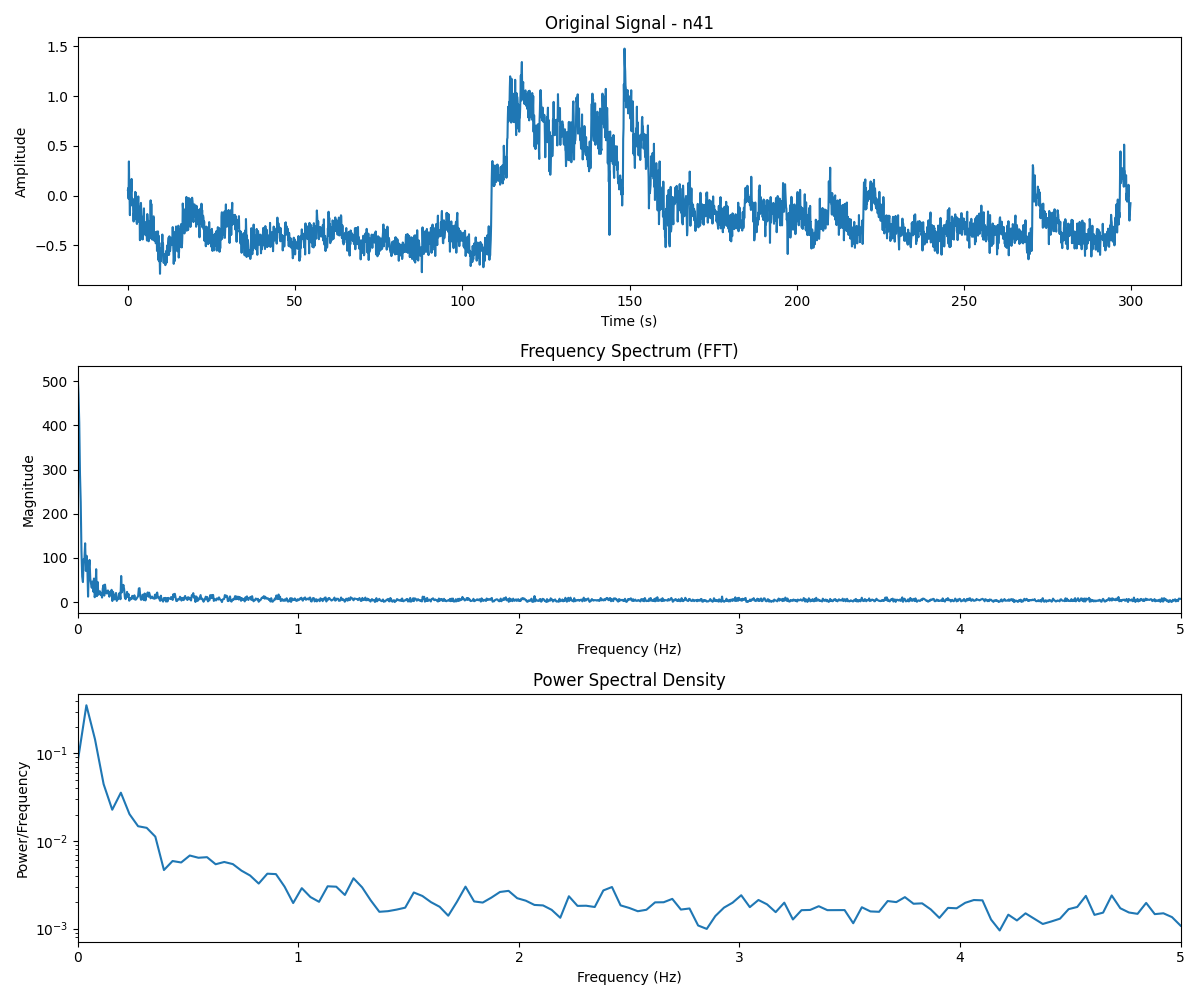 Original Signal - n41
1.5
1.0
0.5
0.0
−0.5
Amplitude
0 50 100 150 200 250 300
Time (s)
Frequency Spectrum (FFT)
500
400
300
200
100
0
Magnitude
0 1 2 3 4 5
Frequency (Hz)
Power Spectral Density
10⁻¹
10⁻²
10⁻³
Power/Frequency
0 1 2 3 4 5
Frequency (Hz)